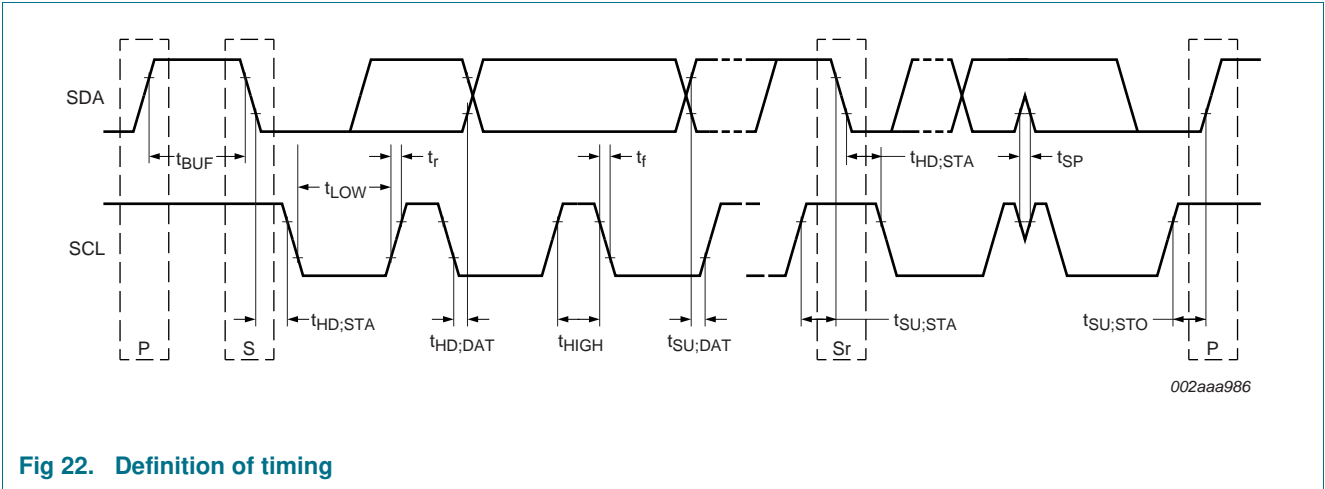 SDA
tBUF
tr
tf
tHD;STA
tSP
tLOW
SCL
tHD;STA
tHD;DAT
tHIGH
tSU;DAT
tSU;STA
tSU;STO
P
S
Sr
P
002aaa986
Fig 22. Definition of timing